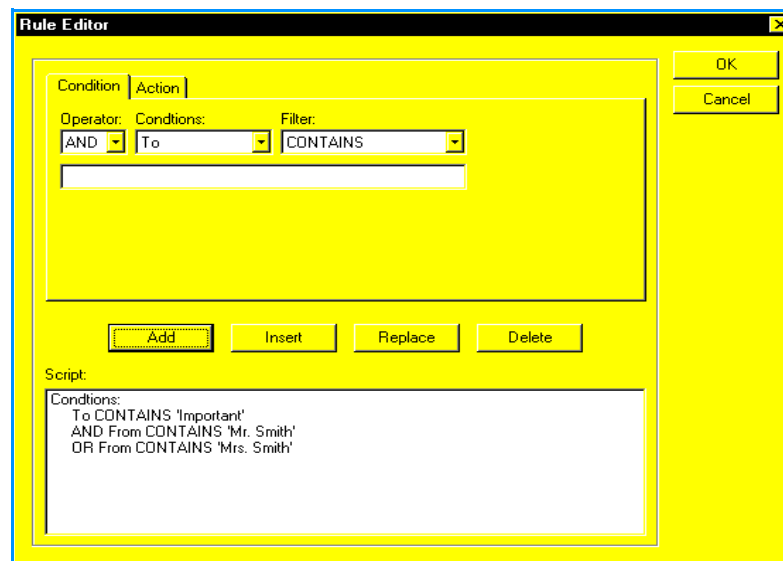 Rule Editor
OK
Cancel
Condition Action
Operator: Condtions: Filter:
AND To CONTAINS
Add Insert Replace Delete
Script:
Condtions:
To CONTAINS 'Important'
AND From CONTAINS 'Mr. Smith'
OR From CONTAINS 'Mrs. Smith'